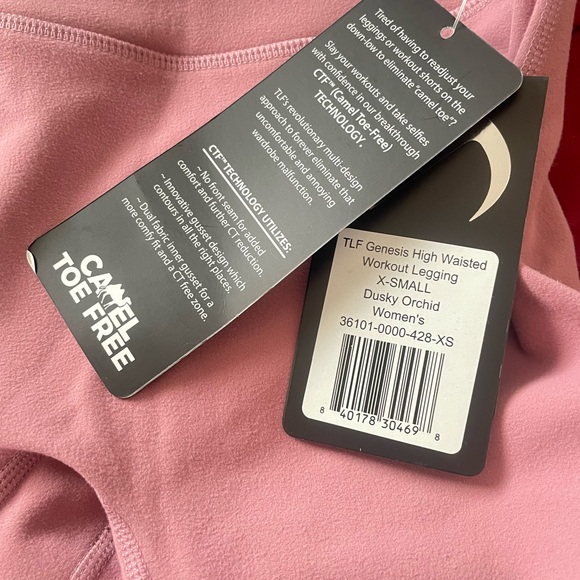 Tired of having to readjust your
leggings or workout shorts on the
down-low to eliminate "camel toe"?
Slay your workouts and take selfies
with confidence in our breakthrough
CTF™ (Camel Toe-Free)
TECHNOLOGY.
TLF's revolutionary multi-design
approach to forever eliminate that
uncomfortable and annoying
wardrobe malfunction.
CTF™ TECHNOLOGY UTILIZES:
~ No front seam for added
comfort and further CT reduction.
~ Innovative gusset design which
contours in all the right places.
~ Dual fabric inner gusset for a
more comfy fit and a CT free zone.
CAMEL
TOE FREE
TLF Genesis High Waisted
Workout Legging
X-SMALL
Dusky Orchid
Women's
36101-0000-428-XS
8 40178 30469 8